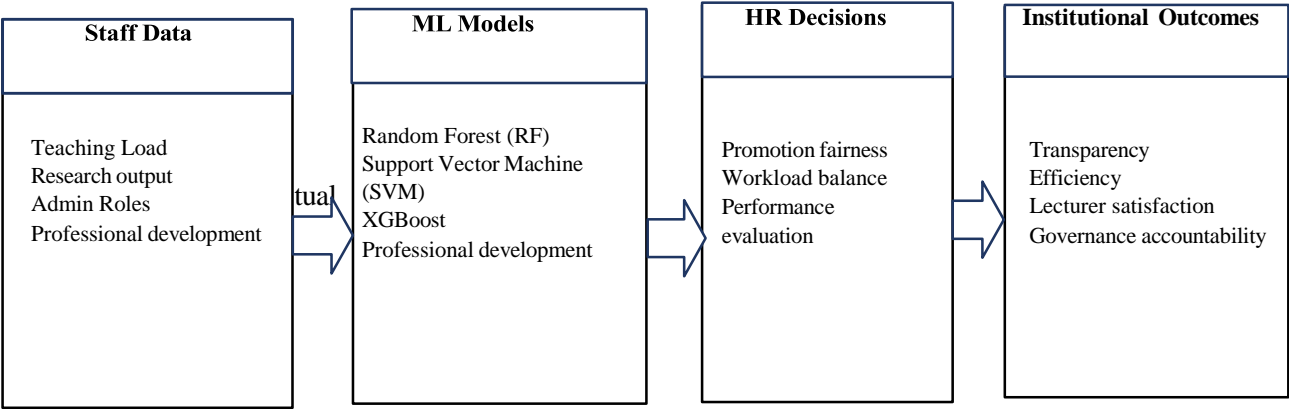 Staff Data
Teaching Load
Research output
Admin Roles
Professional development
tual
ML Models
Random Forest (RF)
Support Vector Machine
(SVM)
XGBoost
Professional development
HR Decisions
Promotion fairness
Workload balance
Performance
evaluation
Institutional Outcomes
Transparency
Efficiency
Lecturer satisfaction
Governance accountability